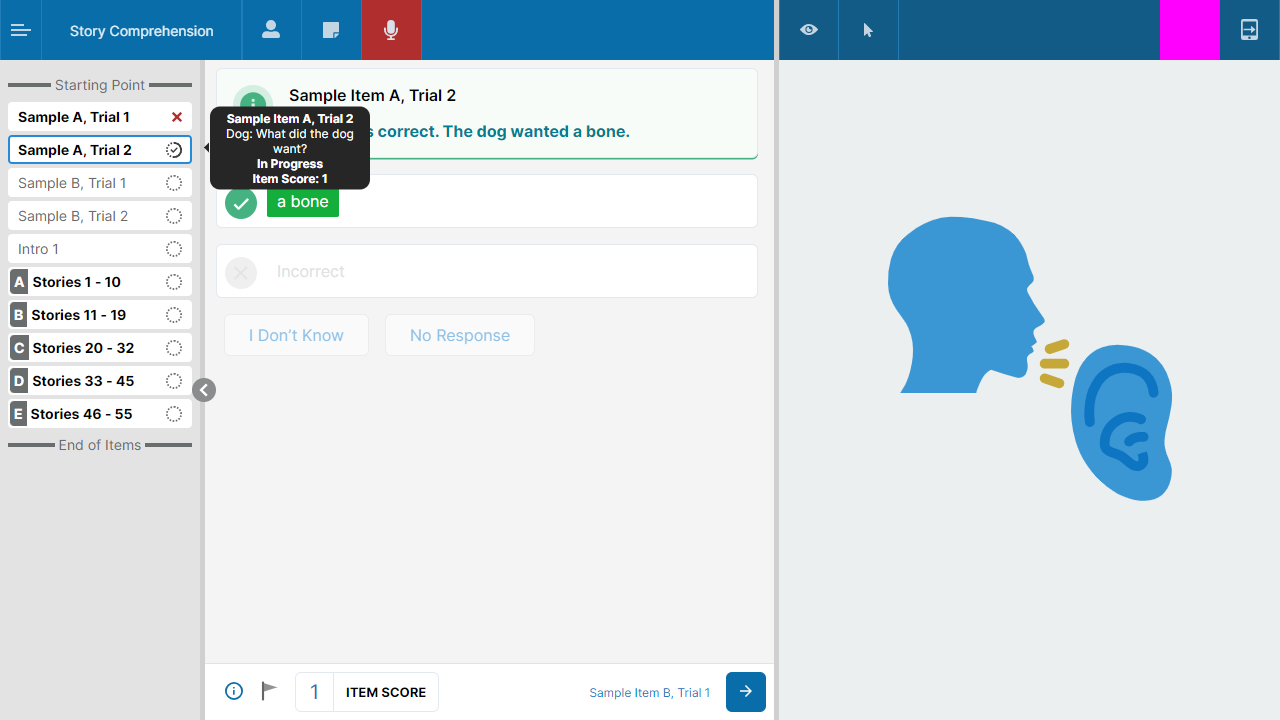 Story Comprehension
Starting Point
Sample A, Trial 1
Sample A, Trial 2
Sample B, Trial 1
Sample B, Trial 2
Intro 1
A Stories 1 - 10
B Stories 11 - 19
C Stories 20 - 32
D Stories 33 - 45
E Stories 46 - 55
End of Items
Sample Item A, Trial 2
correct. The dog wanted a bone.
Sample Item A, Trial 2
Dog: What did the dog
want?
In Progress
Item Score: 1
a bone
Incorrect
I Don’t Know
No Response
1 ITEM SCORE
Sample Item B, Trial 1